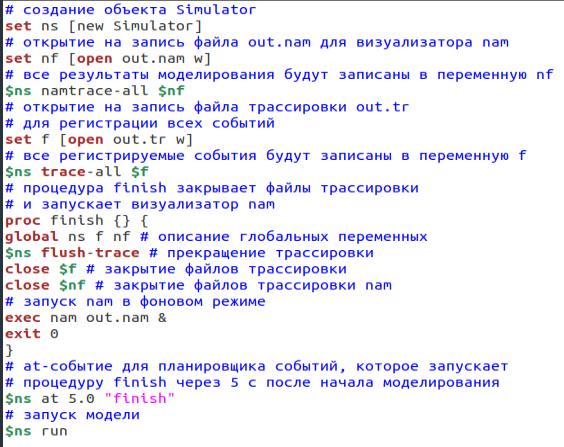 # создание объекта Simulator
set ns [new Simulator]
# открытие на запись файла out.nam для визуализатора nam
set nf [open out.nam w]
# все результаты моделирования будут записаны в переменную nf
$ns namtrace-all $nf
# открытие на запись файла трассировки out.tr
# для регистрации всех событий
set f [open out.tr w]
# все регистрируемые события будут записаны в переменную f
$ns trace-all $f
# процедура finish закрывает файлы трассировки
# и запускает визуализатор nam
proc finish {} {
global ns f nf # описание глобальных переменных
$ns flush-trace # прекращение трассировки
close $f # закрытие файлов трассировки
close $nf # закрытие файлов трассировки nam
# запуск nam в фоновом режиме
exec nam out.nam &
exit 0
}
# at-событие для планировщика событий, которое запускает
# процедуру finish через 5 с после начала моделирования
$ns at 5.0 "finish"
# запуск модели
$ns run